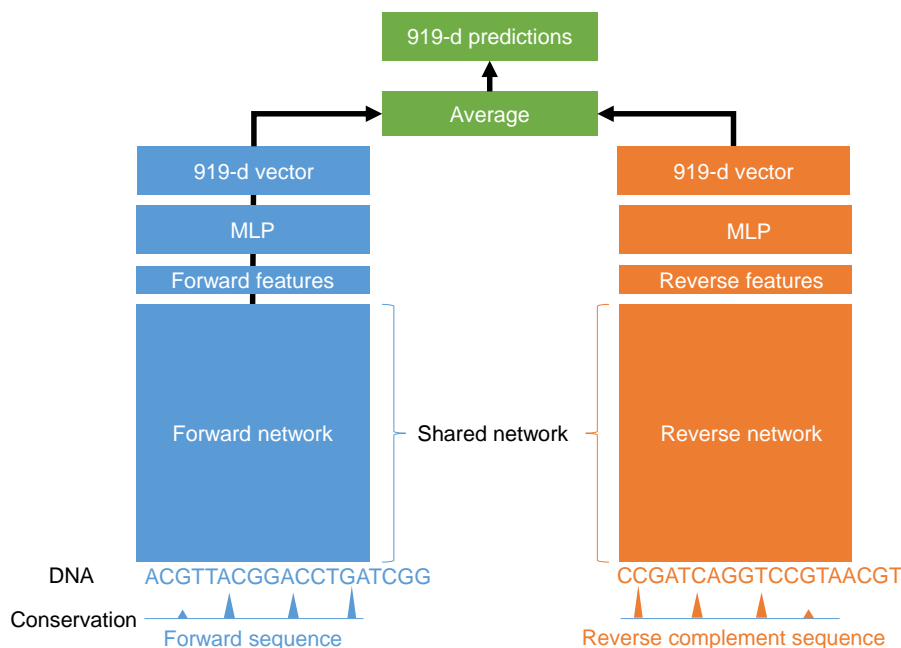 919-d predictions
Average
919-d vector
919-d vector
MLP
MLP
Forward features
Reverse features
Forward network
Shared network
Reverse network
DNA
ACGTTACGGACCTGATCGG
CCGATCAGGTCCGTAACGT
Conservation
Forward sequence
Reverse complement sequence